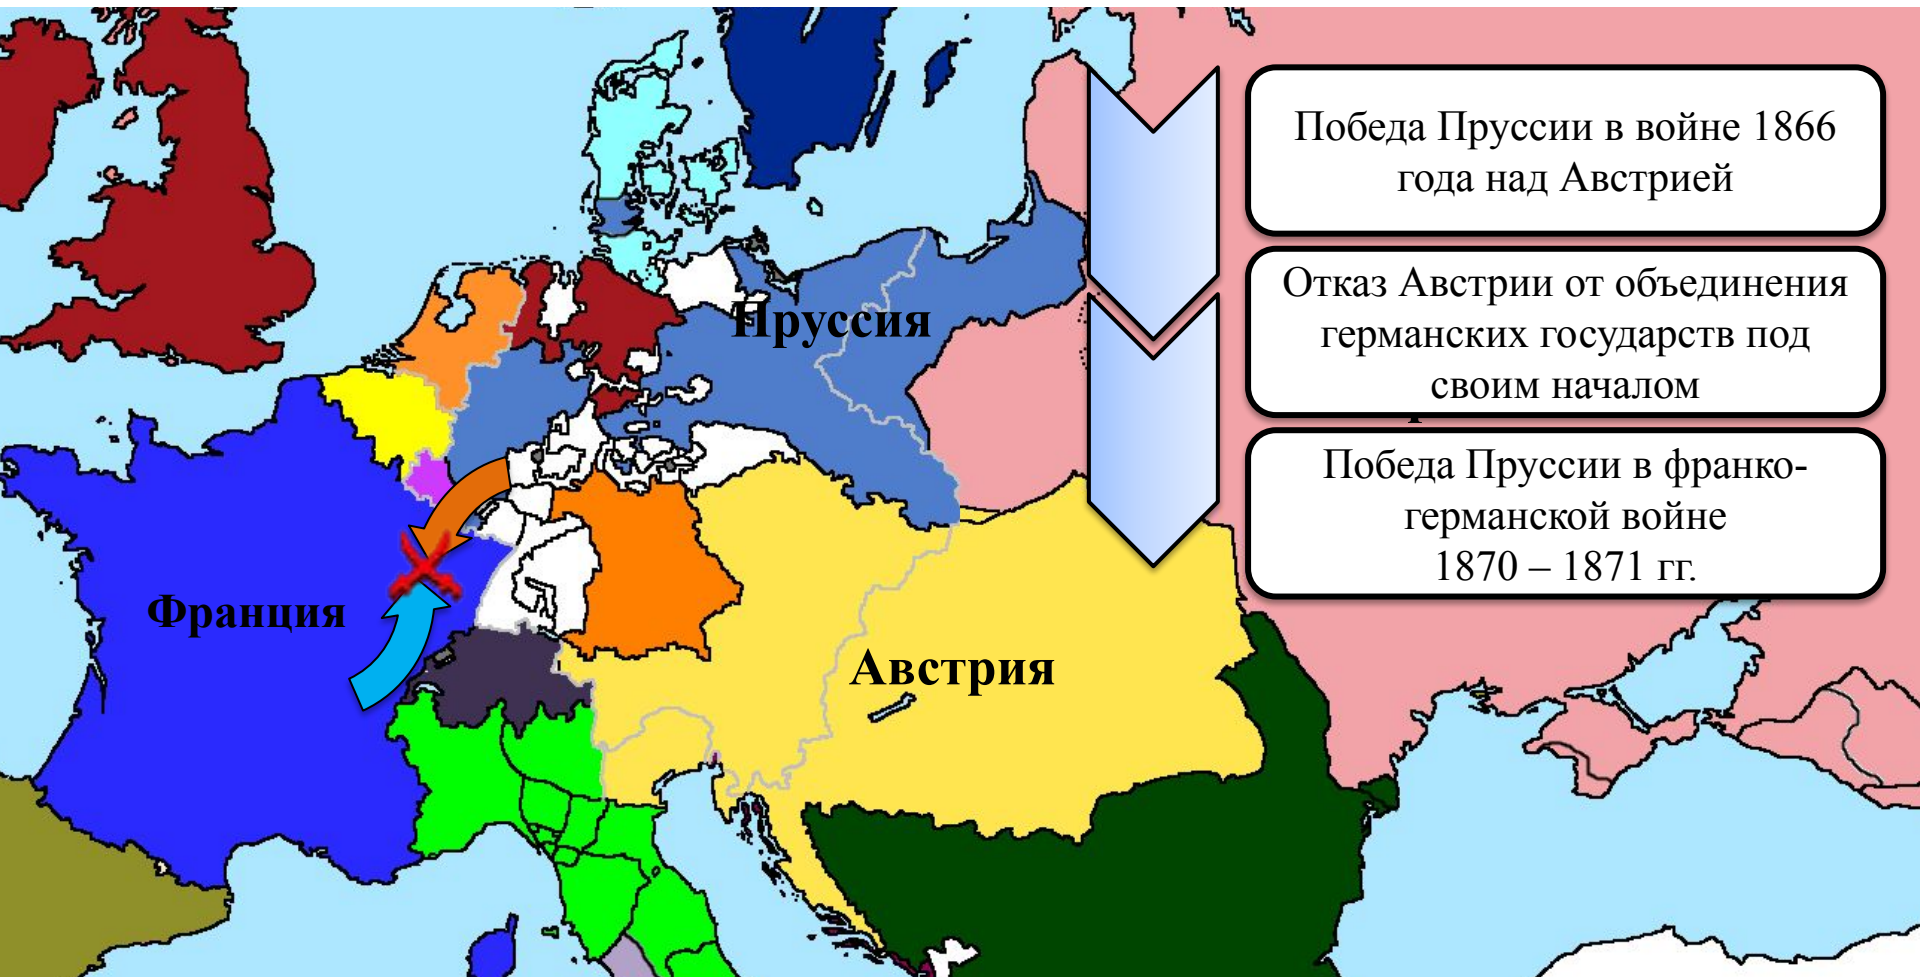 Победа Пруссии в войне 1866
года над Австрией
Отказ Австрии от объединения
германских государств под
своим началом
Победа Пруссии в франко-
германской войне
1870 – 1871 гг.
Пруссия
Франция
Австрия